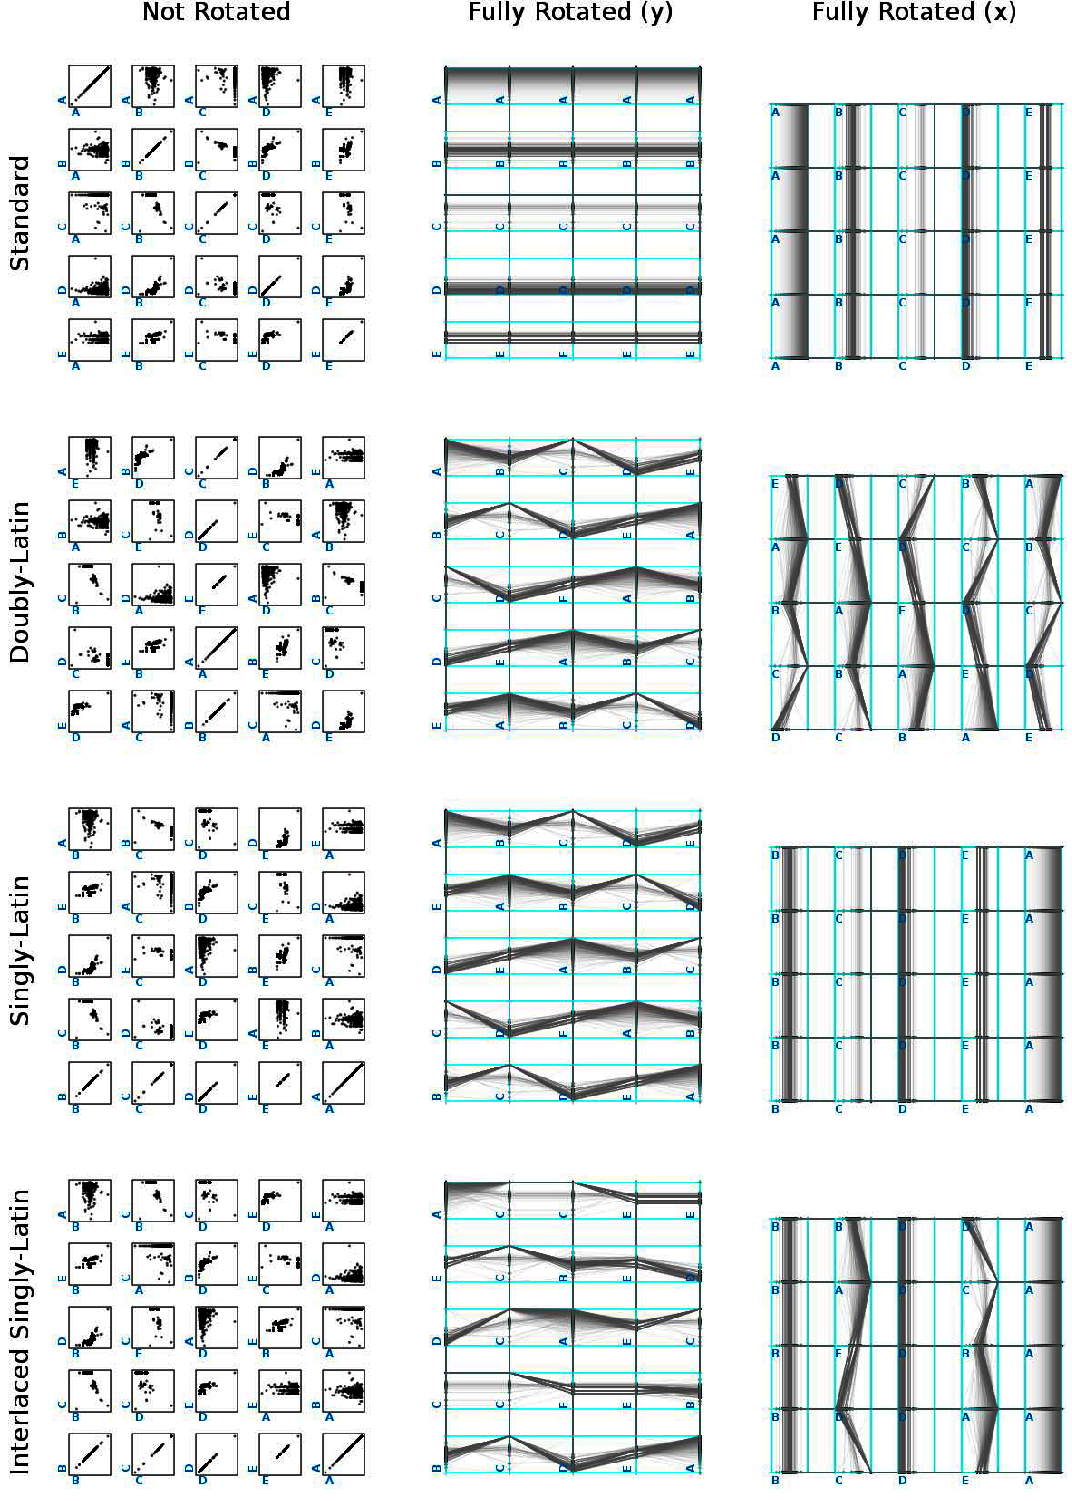 Not Rotated
Fully Rotated (y)
Fully Rotated (x)
Standard
A A A A A
A B C D E
B B B B B
A B C D E
C C C C C
A B C D E
D D D D D
A B C D E
E E E E E
A B C D E
A A A A
B B B B
C C C C C
D D D D D
E E E E
A B C D E
A B C D E
A B C D E
A C D
A B C D E
Doubly-Latin
A B C D E
E D C B A
B C D E A
A D C
C D E A B
A D C
D E A B C
C B A E D
E A C D
D C B A E
A B C D E
B C D E A
C D A B
D E A B C
E A C D
E C B A
A C
A D C
C B A E D
D C B A E
Singly-Latin
A B C D E
B C D A
E A C D
B C D E A
D E A B C
B C D E A
C D E A B
B C D E A
B C D E A
B C D E A
A B C D E
E A C D
D E A B C
C D A B
B C D E A
C D A
B C D E A
B C D E A
B C D E A
B C D E A
Interlaced Singly-Latin
A C C E E
B B D D A
E C B E D
B A D C A
D C A E C
B D A
C C E E B
B D D A A
B C D E A
B C D E A
A C C E E
E C E D
D C A E C
C C E B
B C D E A
B B D A
B A D C A
D A
B D D A A
B C D E A